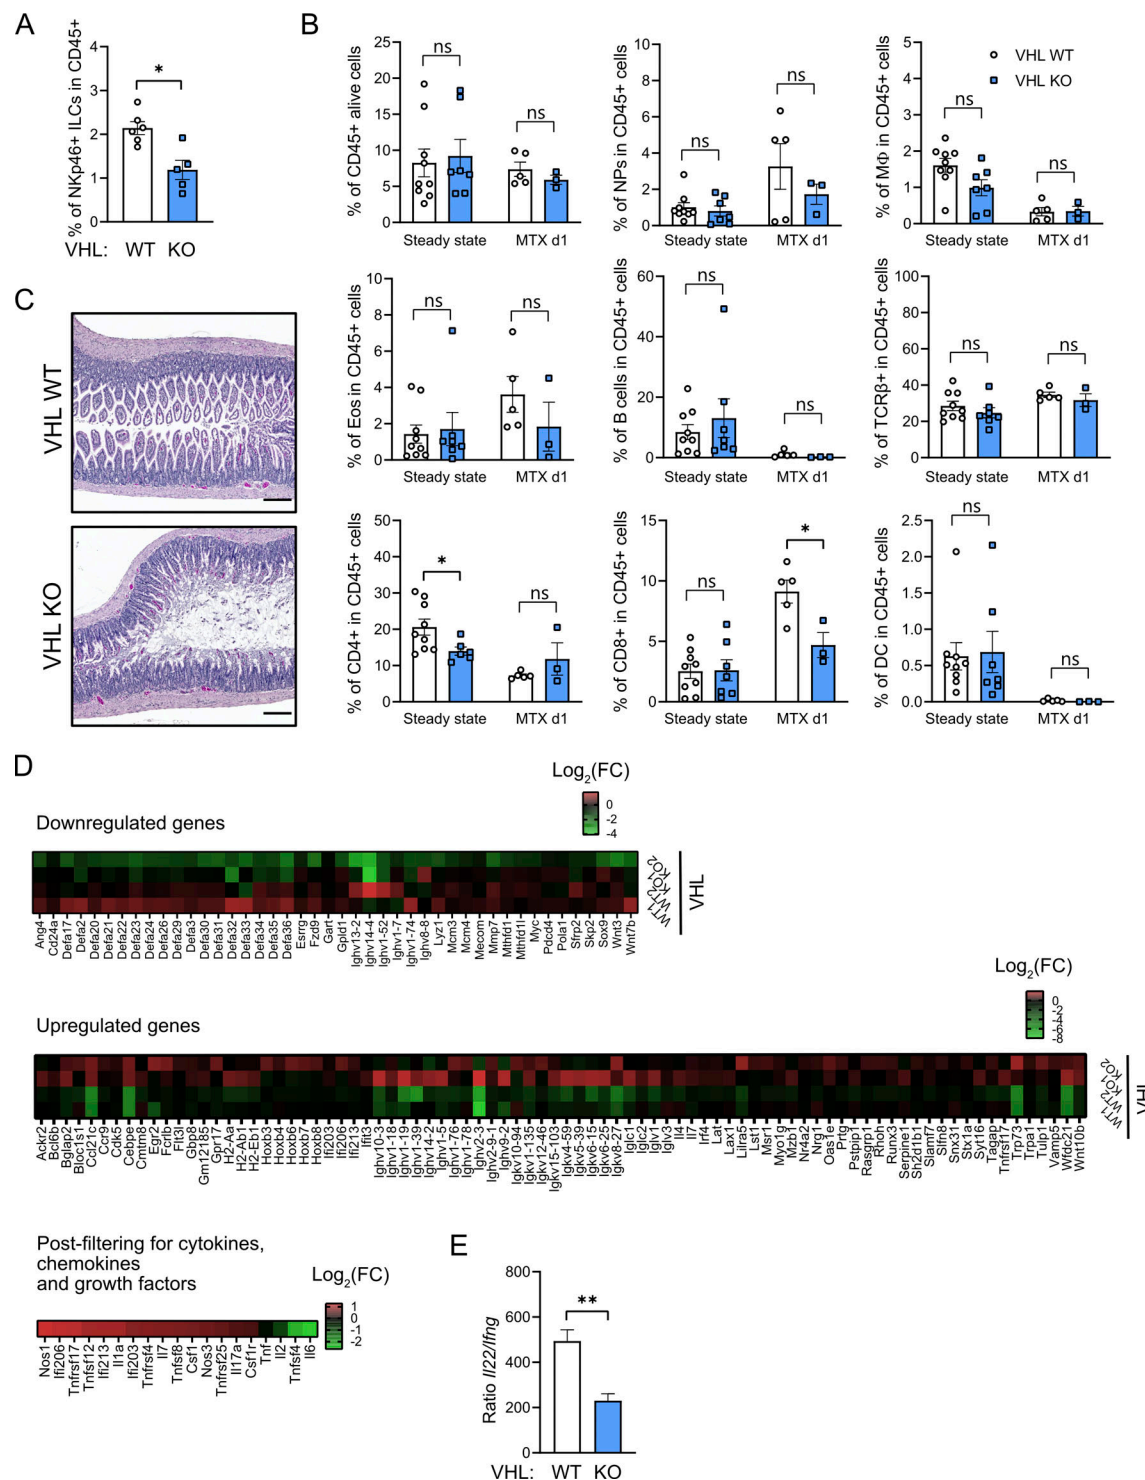 A
% of NKp46+ ILCs in CD45+
4
3
2
1
0
*
VHL: WT KO
B
% of CD45+ alive cells
25
20
15
10
5
0
ns
ns
Steady state MTX d1
% of NPs in CD45+ cells
10
8
6
4
2
0
ns
ns
Steady state MTX d1
% of MΦ in CD45+ cells
5
4
3
2
1
0
ns
ns
VHL WT
VHL KO
Steady state MTX d1
C
VHL WT
VHL KO
% of Eos in CD45+ cells
10
8
6
4
2
0
ns
ns
Steady state MTX d1
% of B cells in CD45+ cells
60
40
20
0
ns
ns
Steady state MTX d1
% of TCRβ+ in CD45+ cells
100
80
60
40
20
0
ns
ns
Steady state MTX d1
% of CD4+ in CD45+ cells
50
40
30
20
10
0
*
ns
Steady state MTX d1
% of CD8+ in CD45+ cells
15
10
5
0
ns
*
Steady state MTX d1
% of DC in CD45+ cells
2.5
2.0
1.5
1.0
0.5
0.0
ns
ns
Steady state MTX d1
D
Log2(FC)
0
-2
-4
Downregulated genes
KO2
KO1
WT2
WT1
VHL
Ang4
Cd24a
Defa17
Defa2
Defa20
Defa21
Defa22
Defa23
Defa24
Defa26
Defa29
Defa3
Defa30
Defa31
Defa32
Defa33
Defa34
Defa35
Defa36
Esrrg
Fzd9
Gart
Gpld1
Ighv13-2
Ighv14-4
Ighv1-52
Ighv1-7
Ighv1-74
Ighv8-8
Lyz1
Mcm3
Mcm4
Mecom
Mmp7
Mthfd1
Mthfd1l
Myc
Pdcd4
Pola1
Sfrp2
Skp2
Sox9
Wnt3
Wnt7b
Log2(FC)
0
-2
-4
-6
-8
Upregulated genes
KO2
KO1
WT2
WT1
VHL
Ackr2
Bcl6b
Bglap2
Bloc1s1
Ccl21c
Ccr9
Cdk5
Cebpe
Cmtm8
Fcgr2b
Fcrlb
Flt3l
Gbp8
Gm12185
Gpr17
H2-Aa
H2-Ab1
H2-Eb1
Hoxb3
Hoxb4
Hoxb6
Hoxb7
Hoxb8
Ifi203
Ifi206
Ifi213
Ifit3
Ighv10-3
Ighv1-18
Ighv1-19
Ighv1-39
Ighv14-2
Ighv1-5
Ighv1-76
Ighv1-78
Ighv2-3
Ighv2-9-1
Ighv9-2
Igkv10-94
Igkv1-135
Igkv12-46
Igkv15-103
Igkv4-59
Igkv5-39
Igkv6-15
Igkv6-25
Igkv8-27
Iglc1
Iglc2
Iglv1
Iglv3
Il4
Il7
Irf4
Lat
Lax1
Lilra5
Lst1
Msr1
Myo1g
Mzb1
Nr4a2
Nrg1
Oas1e
Prtg
Pstpip1
Rasgrp1
Rhoh
Runx3
Serpine1
Sh2d1b1
Slamf7
Slfn8
Snx31
Stx1a
Syt16
Tagap
Tnfrsf17
Trp73
Trpa1
Tulp1
Vamp5
Wfdc21
Wnt10b
Post-filtering for cytokines,
chemokines
and growth factors
Log2(FC)
1
0
-1
-2
Nos1
Ifi206
Tnfrsf17
Tnfrsf12
Ifi213
Il1a
Ifi203
Tnfrsf4
Il7
Tnfsf8
Csf1
Nos3
Tnfrsf25
Il17a
Csf1r
Tnf
Il2
Tnfsf4
Il6
E
Ratio Il22/Ifng
800
600
400
200
0
**
VHL: WT KO